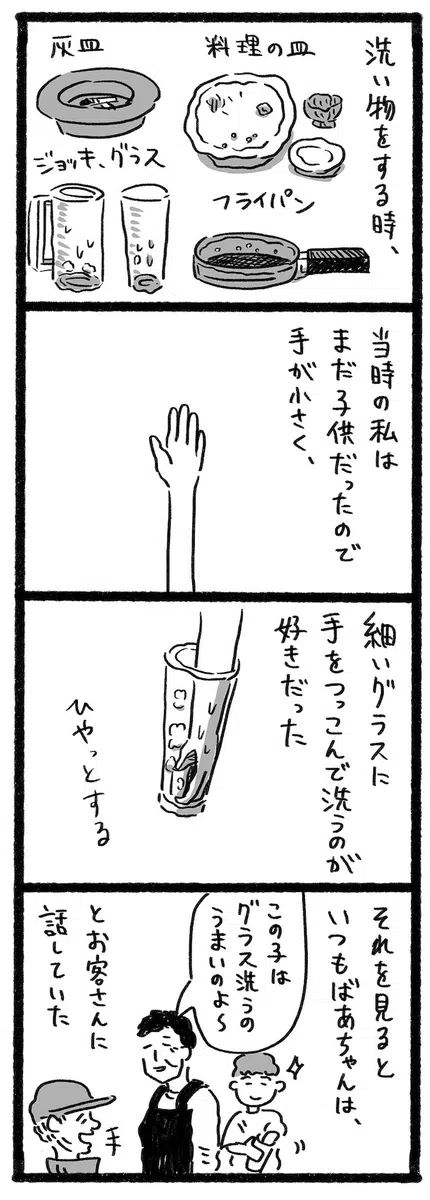 洗い物をする時、
料理の皿
灰皿
フライパン
ジョッキ、グラス
当時の私は
まだ子供だったので
手が小さく、
細いグラスに
手をつっこんで洗うのが
好きだった
ひやっとする
それを見ると
いつもばあちゃんは、
この子は
グラス洗うの
うまいのよ〜
とお客さんに
話していた
手